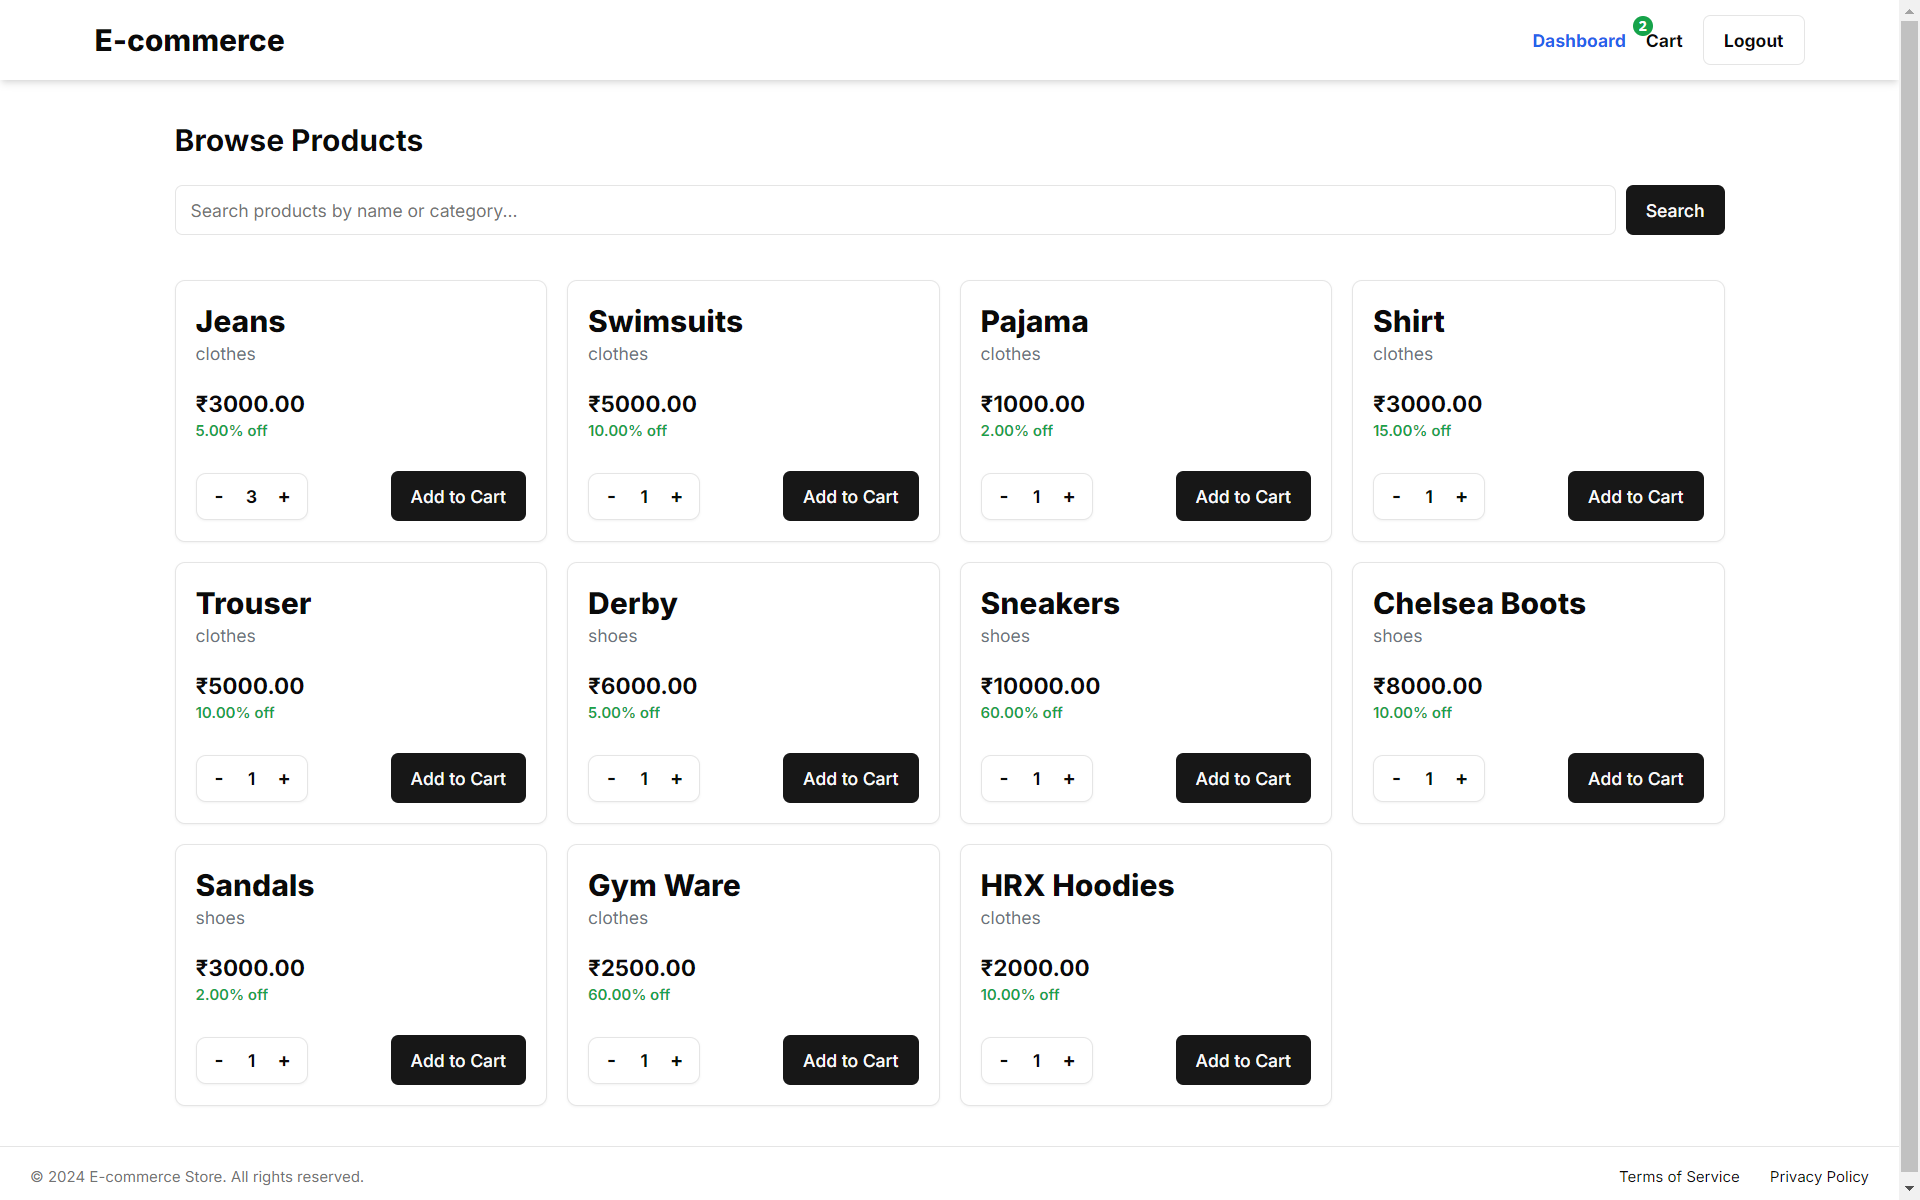 E-commerce
Dashboard
2
Cart
Logout
Browse Products
Search products by name or category...
Search
Jeans
clothes
₹3000.00
5.00% off
- 3 +
Add to Cart
Swimsuits
clothes
₹5000.00
10.00% off
- 1 +
Add to Cart
Pajama
clothes
₹1000.00
2.00% off
- 1 +
Add to Cart
Shirt
clothes
₹3000.00
15.00% off
- 1 +
Add to Cart
Trouser
clothes
₹5000.00
10.00% off
- 1 +
Add to Cart
Derby
shoes
₹6000.00
5.00% off
- 1 +
Add to Cart
Sneakers
shoes
₹10000.00
60.00% off
- 1 +
Add to Cart
Chelsea Boots
shoes
₹8000.00
10.00% off
- 1 +
Add to Cart
Sandals
shoes
₹3000.00
2.00% off
- 1 +
Add to Cart
Gym Ware
clothes
₹2500.00
60.00% off
- 1 +
Add to Cart
HRX Hoodies
clothes
₹2000.00
10.00% off
- 1 +
Add to Cart
© 2024 E-commerce Store. All rights reserved.
Terms of Service
Privacy Policy